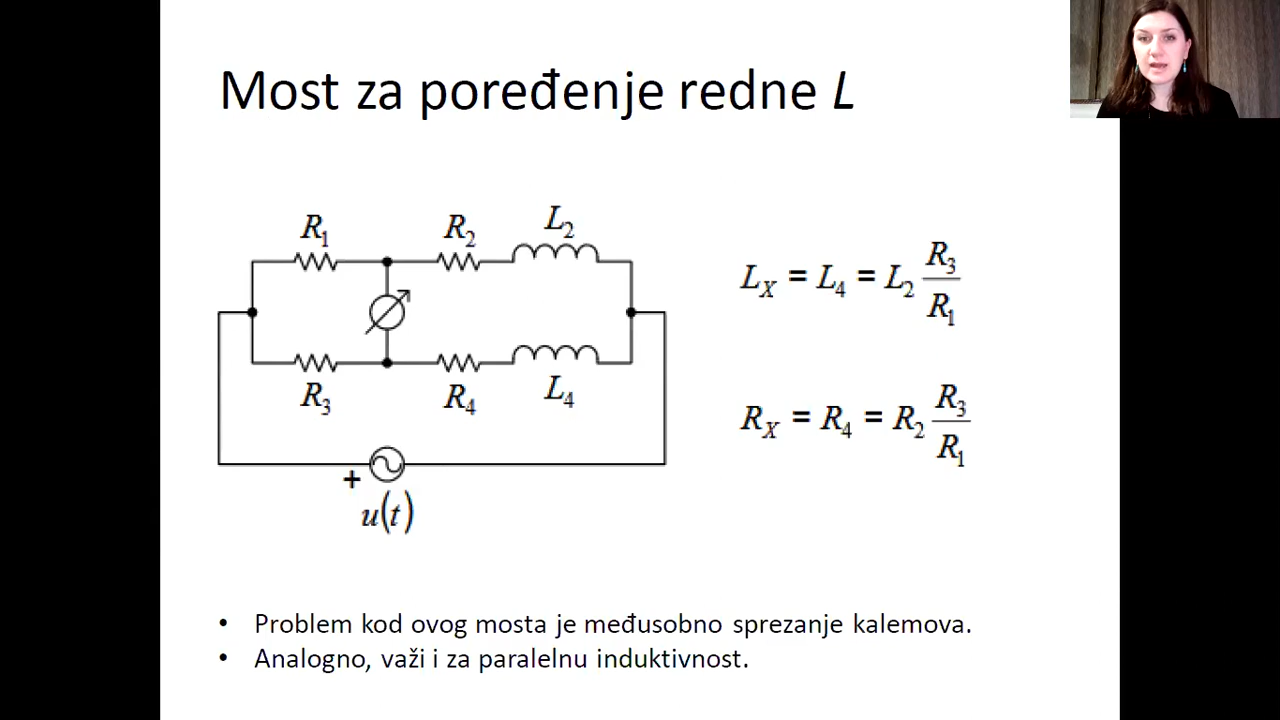 Most za poređenje redne L
R₁ R₂ L₂
R₃ R₄ L₄
+
u(t)
L_X = L₄ = L₂ R₃/R₁
R_X = R₄ = R₂ R₃/R₁
• Problem kod ovog mosta je međusobno sprezanje kalemova.
• Analogno, važi i za paralelnu induktivnost.